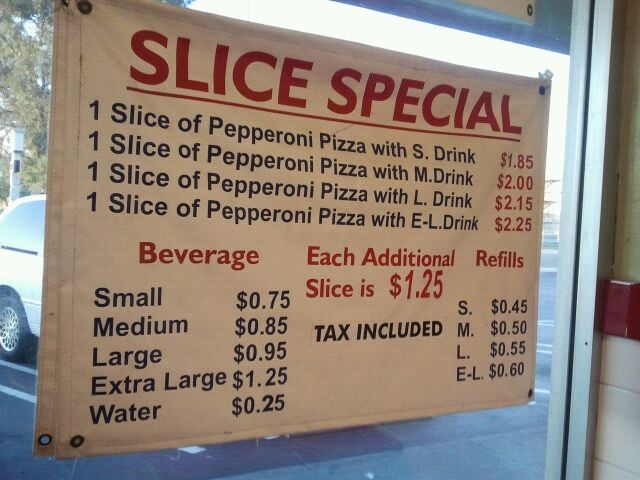 SLICE SPECIAL
1 Slice of Pepperoni Pizza with S. Drink $1.85
1 Slice of Pepperoni Pizza with M.Drink $2.00
1 Slice of Pepperoni Pizza with L. Drink $2.15
1 Slice of Pepperoni Pizza with E-L.Drink $2.25
Beverage
Small $0.75
Medium $0.85
Large $0.95
Extra Large $1.25
Water $0.25
Each Additional
Slice is $1.25
TAX INCLUDED
Refills
S. $0.45
M. $0.50
L. $0.55
E-L. $0.60